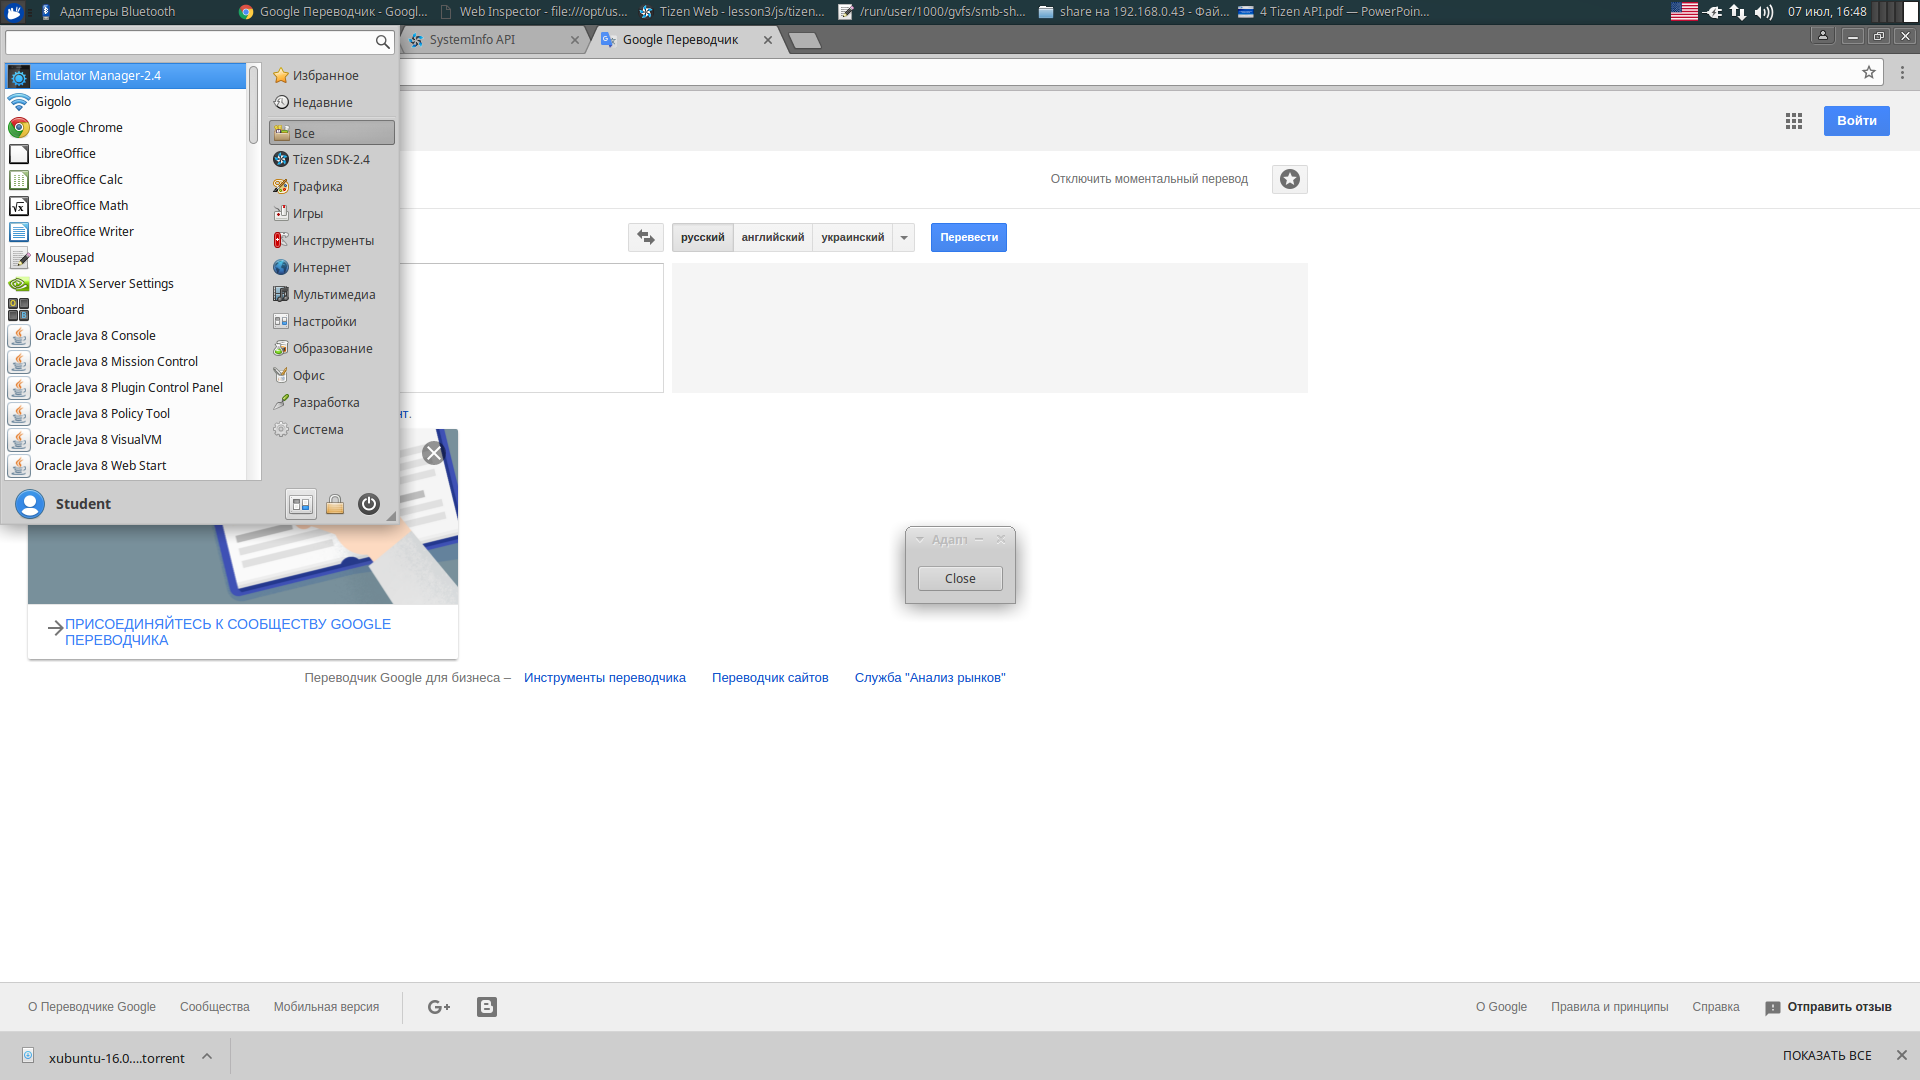 Адаптеры Bluetooth
Google Переводчик - Googl...
Web Inspector - file:///opt/us...
Tizen Web - lesson3/js/tizen...
/run/user/1000/gvfs/smb-sh...
share на 192.168.0.43 - Фай...
4 Tizen API.pdf — PowerPoin...
07 июл, 16:48
SystemInfo API
Google Переводчик
Emulator Manager-2.4
Gigolo
Google Chrome
LibreOffice
LibreOffice Calc
LibreOffice Math
LibreOffice Writer
Mousepad
NVIDIA X Server Settings
Onboard
Oracle Java 8 Console
Oracle Java 8 Mission Control
Oracle Java 8 Plugin Control Panel
Oracle Java 8 Policy Tool
Oracle Java 8 VisualVM
Oracle Java 8 Web Start
Избранное
Недавние
Все
Tizen SDK-2.4
Графика
Игры
Инструменты
Интернет
Мультимедиа
Настройки
Образование
Офис
Разработка
Система
Student
Войти
Отключить моментальный перевод
русский
английский
украинский
Перевести
нт.
Close
ПРИСОЕДИНЯЙТЕСЬ К СООБЩЕСТВУ GOOGLE
ПЕРЕВОДЧИКА
Переводчик Google для бизнеса –
Инструменты переводчика
Переводчик сайтов
Служба "Анализ рынков"
О Переводчике Google
Сообщества
Мобильная версия
G+
О Google
Правила и принципы
Справка
Отправить отзыв
xubuntu-16.0....torrent
ПОКАЗАТЬ ВСЕ